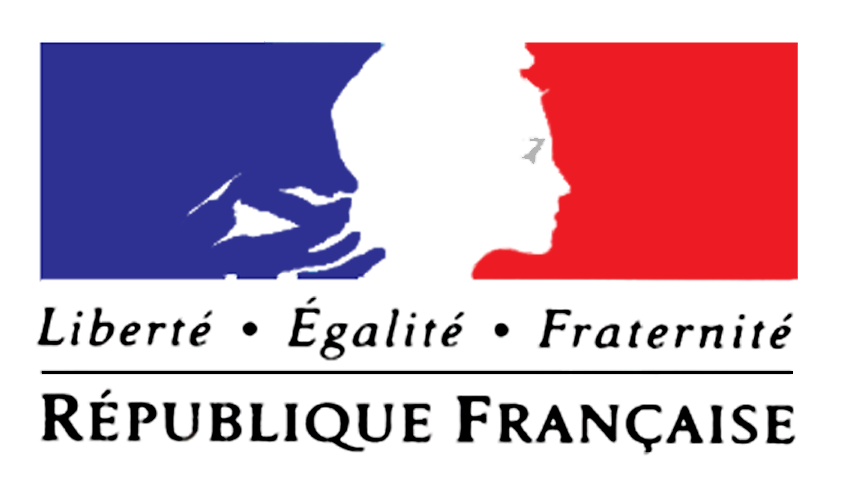 Liberté • Égalité • Fraternité
RÉPUBLIQUE FRANÇAISE